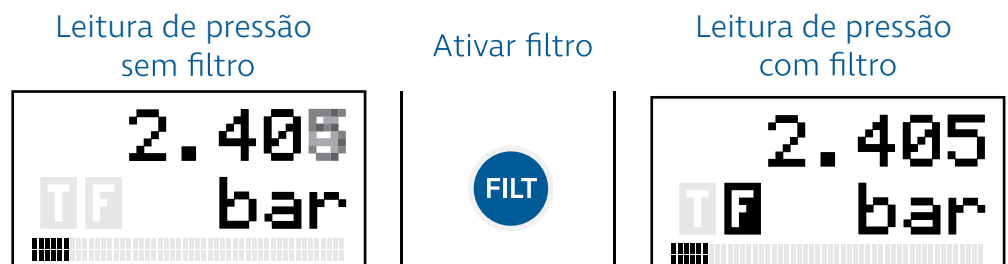 Leitura de pressão
sem filtro
Ativar filtro
Leitura de pressão
com filtro
2.40
T F bar
FILT
2.405
T F bar